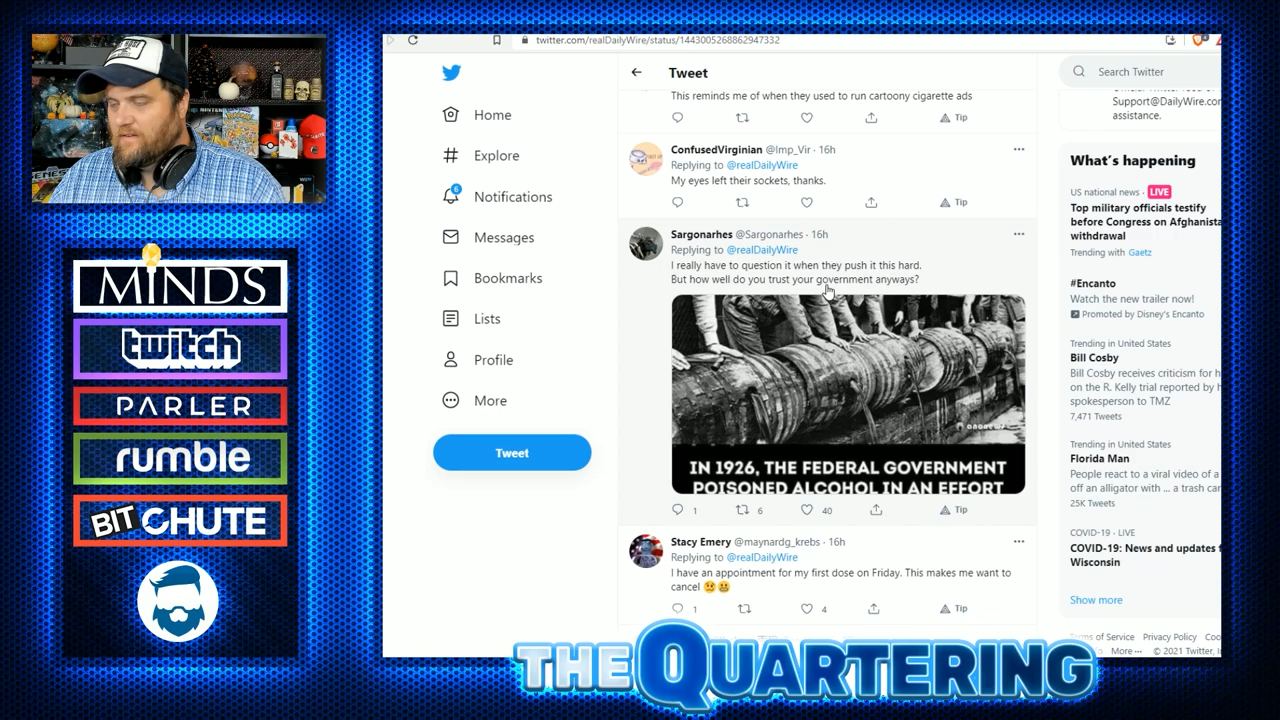 MINDS
twitch
PARLER
rumble
BIT CHUTE
twitter.com/realDailyWire/status/1443005268862947332
Home
Explore
6
Notifications
Messages
Bookmarks
Lists
Profile
More
Tweet
Tweet
This reminds me of when they used to run cartoony cigarette ads
Tip
ConfusedVirginian @Imp_Vir · 16h
Replying to @realDailyWire
My eyes left their sockets, thanks.
Tip
Sargonarhes @Sargonarhes · 16h
Replying to @realDailyWire
I really have to question it when they push it this hard.
But how well do you trust your government anyways?
IN 1926, THE FEDERAL GOVERNMENT
POISONED ALCOHOL IN AN EFFORT
1 6 40 Tip
Stacy Emery @maynardg_krebs · 16h
Replying to @realDailyWire
I have an appointment for my first dose on Friday. This makes me want to
cancel
1 4 Tip
Search Twitter
Support@DailyWire.co
assistance.
What's happening
US national news · LIVE
Top military officials testify
before Congress on Afghanista
withdrawal
Trending with Gaetz
#Encanto
Watch the new trailer now!
Promoted by Disney's Encanto
Trending in United States
Bill Cosby
Bill Cosby receives criticism for h
on the R. Kelly trial reported by h
spokesperson to TMZ
7,471 Tweets
Trending in United States
Florida Man
People react to a viral video of a
off an alligator with ... a trash ca
25K Tweets
COVID-19 · LIVE
COVID-19: News and updates f
Wisconsin
Show more
Terms of Service Privacy Policy Coo
More ··· © 2021 Twitter, I
THE QUARTERING